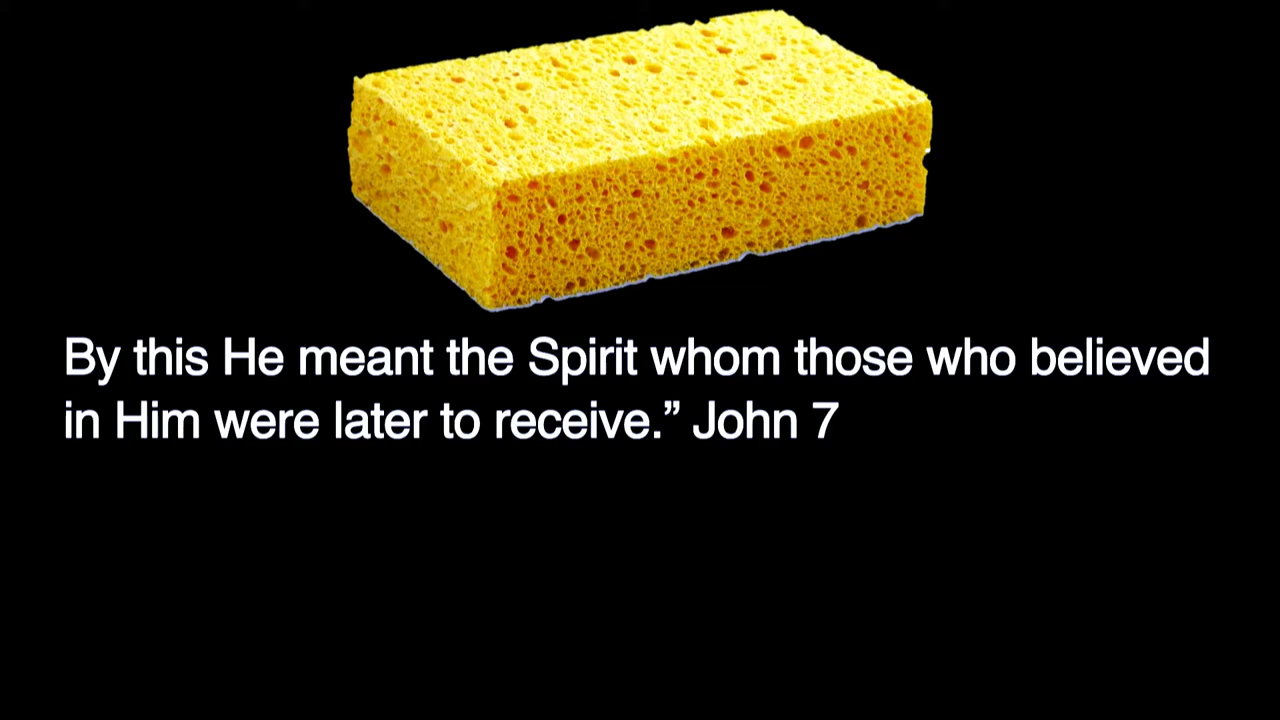 By this He meant the Spirit whom those who believed
in Him were later to receive.” John 7